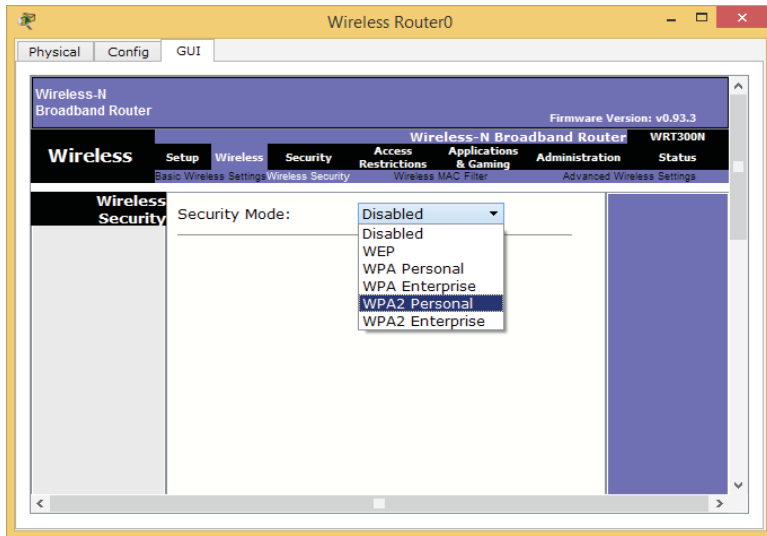 Wireless Router0
Physical Config GUI
Wireless-N
Broadband Router
Firmware Version: v0.93.3
Wireless-N Broadband Router WRT300N
Wireless
Setup Wireless Security Access Restrictions Applications & Gaming Administration Status
Basic Wireless Settings Wireless Security Wireless MAC Filter Advanced Wireless Settings
Wireless
Security
Security Mode: Disabled
Disabled
WEP
WPA Personal
WPA Enterprise
WPA2 Personal
WPA2 Enterprise